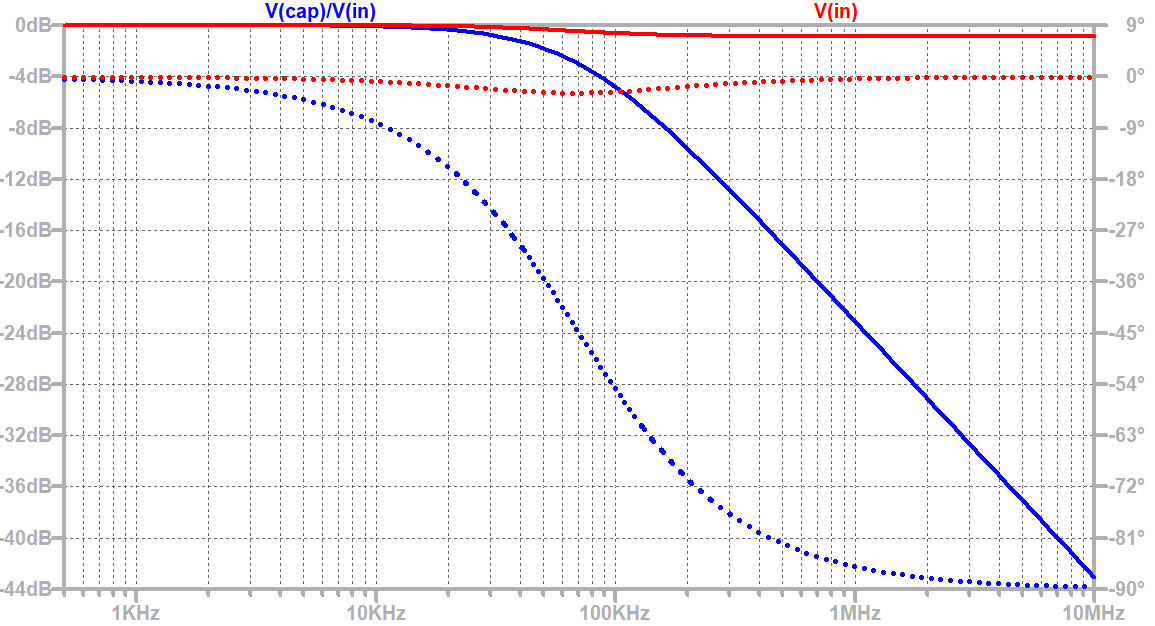 V(cap)/V(in) V(in)
0dB 9°
-4dB 0°
-8dB -9°
-12dB -18°
-16dB -27°
-20dB -36°
-24dB -45°
-28dB -54°
-32dB -63°
-36dB -72°
-40dB -81°
-44dB -90°
1KHz 10KHz 100KHz 1MHz 10MHz